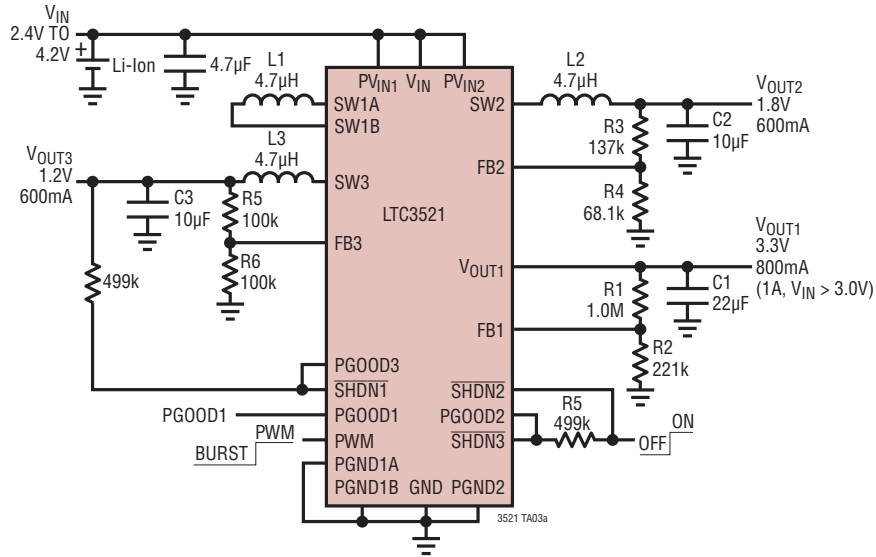 VIN
2.4V TO
4.2V
+
Li-Ion
4.7µF
L1
4.7µH
PVIN1 VIN PVIN2
SW1A
SW1B
SW2
L2
4.7µH
VOUT2
1.8V
600mA
R3
137k
C2
10µF
FB2
R4
68.1k
VOUT3
1.2V
600mA
L3
4.7µH
SW3
C3
10µF
R5
100k
FB3
R6
100k
499k
LTC3521
VOUT1
VOUT1
3.3V
800mA
(1A, VIN > 3.0V)
R1
1.0M
C1
22µF
FB1
R2
221k
PGOOD3
SHDN1
PGOOD1
PGOOD1
PWM
BURST
PWM
PGND1A
PGND1B GND PGND2
SHDN2
PGOOD2
SHDN3
R5
499k
ON
OFF
3521 TA03a